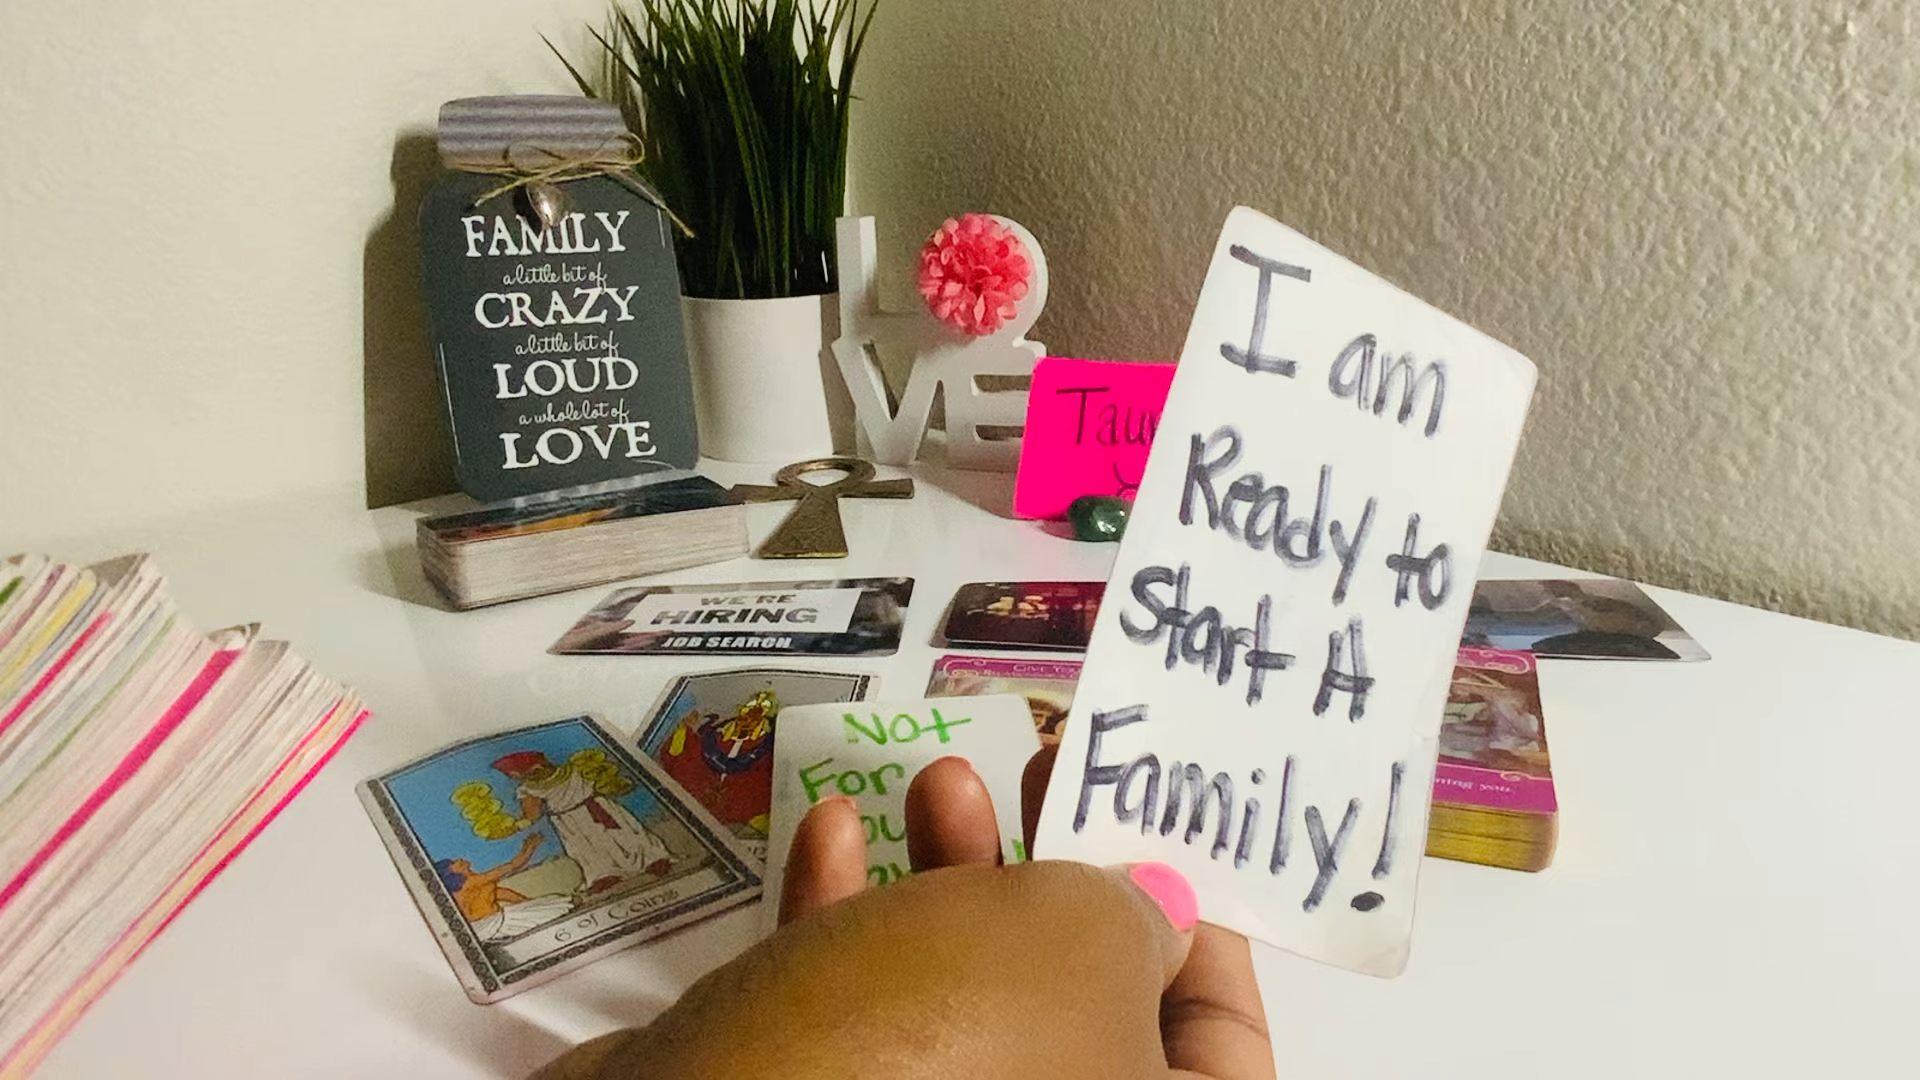 FAMILY
a little bit of
CRAZY
a little bit of
LOUD
a whole lot of
LOVE
LOVE
I am
Ready to
Start A
Family!
WE'RE
HIRING
JOB SEARCH
Not
For
6 of Coins